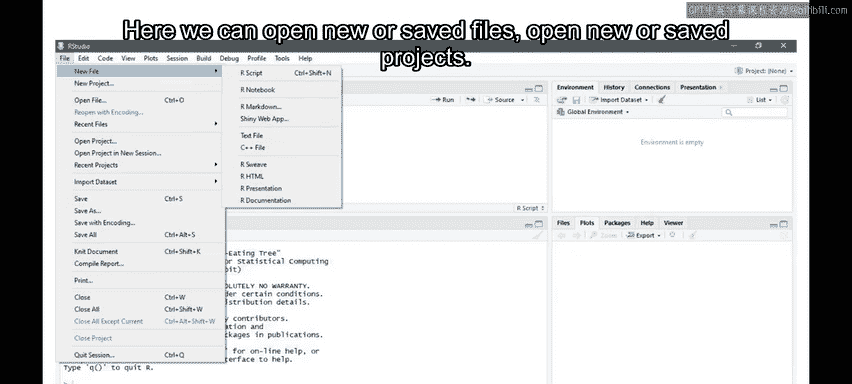 Here we can open new or saved files, open new or saved
projects.
RStudio
File Edit Code View Plots Session Build Debug Profile Tools Help
New File
New Project...
Open File... Ctrl+O
Reopen with Encoding...
Recent Files
Open Project...
Open Project in New Session...
Recent Projects
Import Dataset
Save Ctrl+S
Save As...
Save with Encoding...
Save All Ctrl+Alt+S
Knit Document Ctrl+Shift+K
Compile Report...
Print...
Close Ctrl+W
Close All Ctrl+Shift+W
Close All Except Current Ctrl+Alt+Shift+W
Close Project
Quit Session... Ctrl+Q
R Script Ctrl+Shift+N
R Notebook
R Markdown...
Shiny Web App...
Text File
C++ File
R Sweave
R HTML
R Presentation
R Documentation
Run Source
R Script
-Eating Tree"
or Statistical Computing
bit)
OLUTELY NO WARRANTY.
der certain conditions.
distribution details.
y contributors.
ation and
ckages in publications.
for on-line help, or
terface to help.
Type 'q()' to quit R.
Project: (None)
Environment History Connections Presentation
Import Dataset List
Global Environment
Environment is empty
Files Plots Packages Help Viewer
Zoom Export